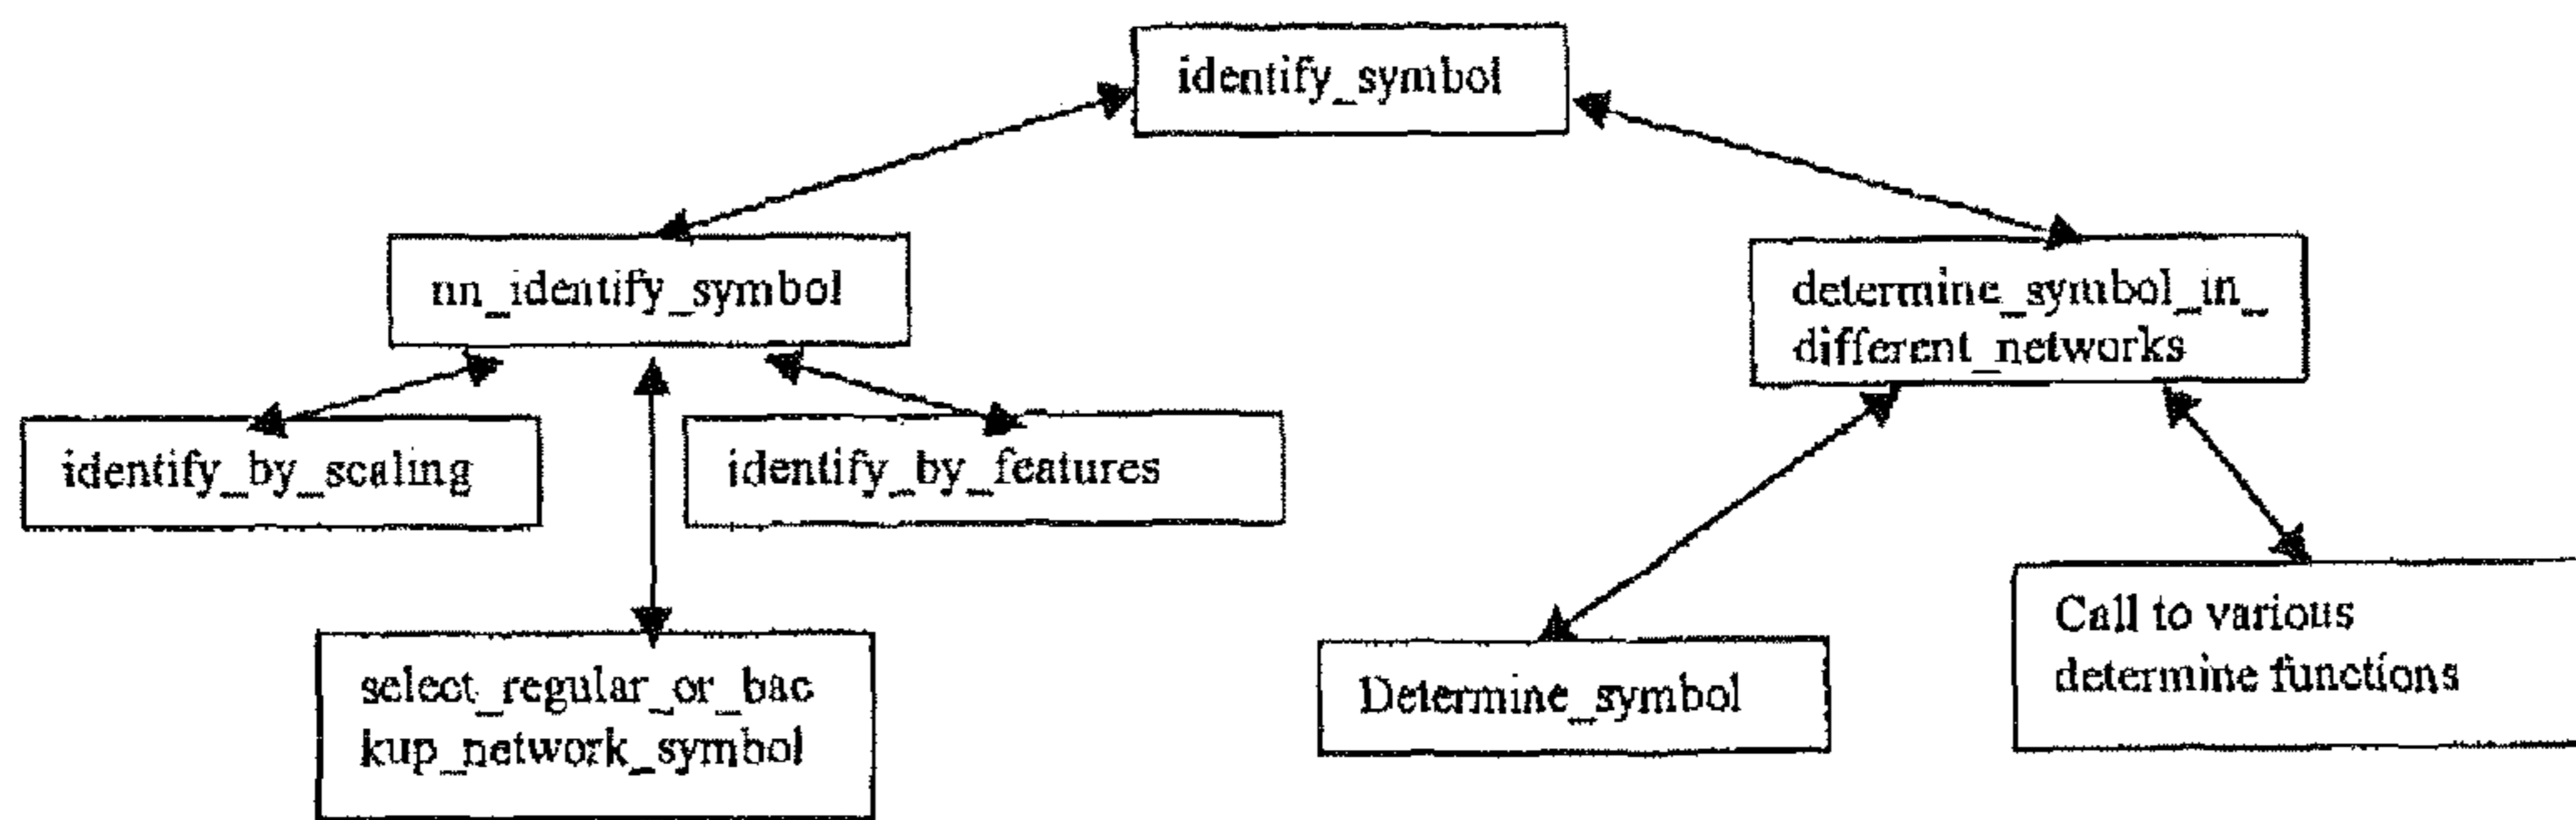 identify_symbol
nn_identify_symbol
determine_symbol_in_
different_networks
identify_by_scaling
identify_by_features
select_regular_or_bac
kup_network_symbol
Determine_symbol
Call to various
determine functions